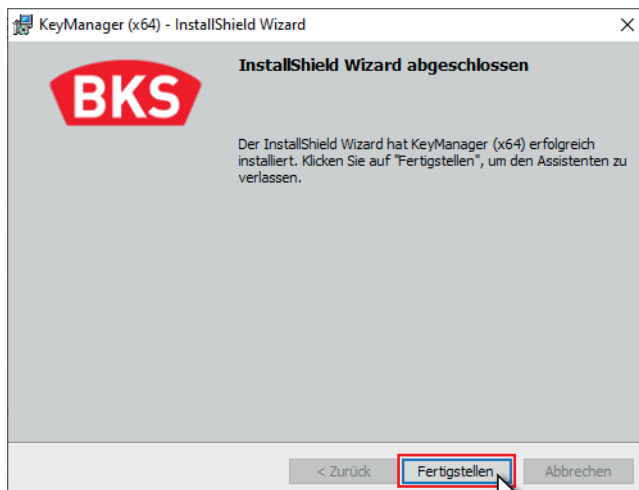 KeyManager (x64) - InstallShield Wizard
BKS
InstallShield Wizard abgeschlossen
Der InstallShield Wizard hat KeyManager (x64) erfolgreich
installiert. Klicken Sie auf "Fertigstellen", um den Assistenten zu
verlassen.
< Zurück Fertigstellen Abbrechen